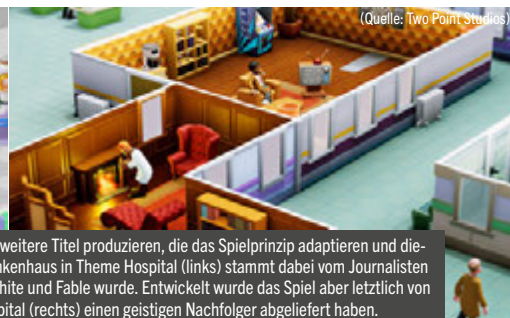 (Quelle: Two Point Studios)
weitere Titel produzieren, die das Spielprinzip adaptieren und die-
nkenhaus in Theme Hospital (links) stammt dabei vom Journalisten
hite und Fable wurde. Entwickelt wurde das Spiel aber letztlich von
pital (rechts) einen geistigen Nachfolger abgeliefert haben.